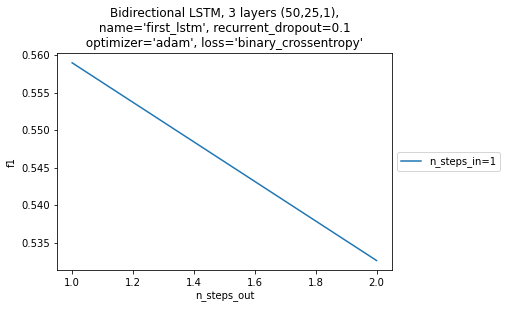 Bidirectional LSTM, 3 layers (50,25,1),
name='first_lstm', recurrent_dropout=0.1
optimizer='adam', loss='binary_crossentropy'
0.560
0.555
0.550
0.545
0.540
0.535
f1
n_steps_in=1
1.0 1.2 1.4 1.6 1.8 2.0
n_steps_out